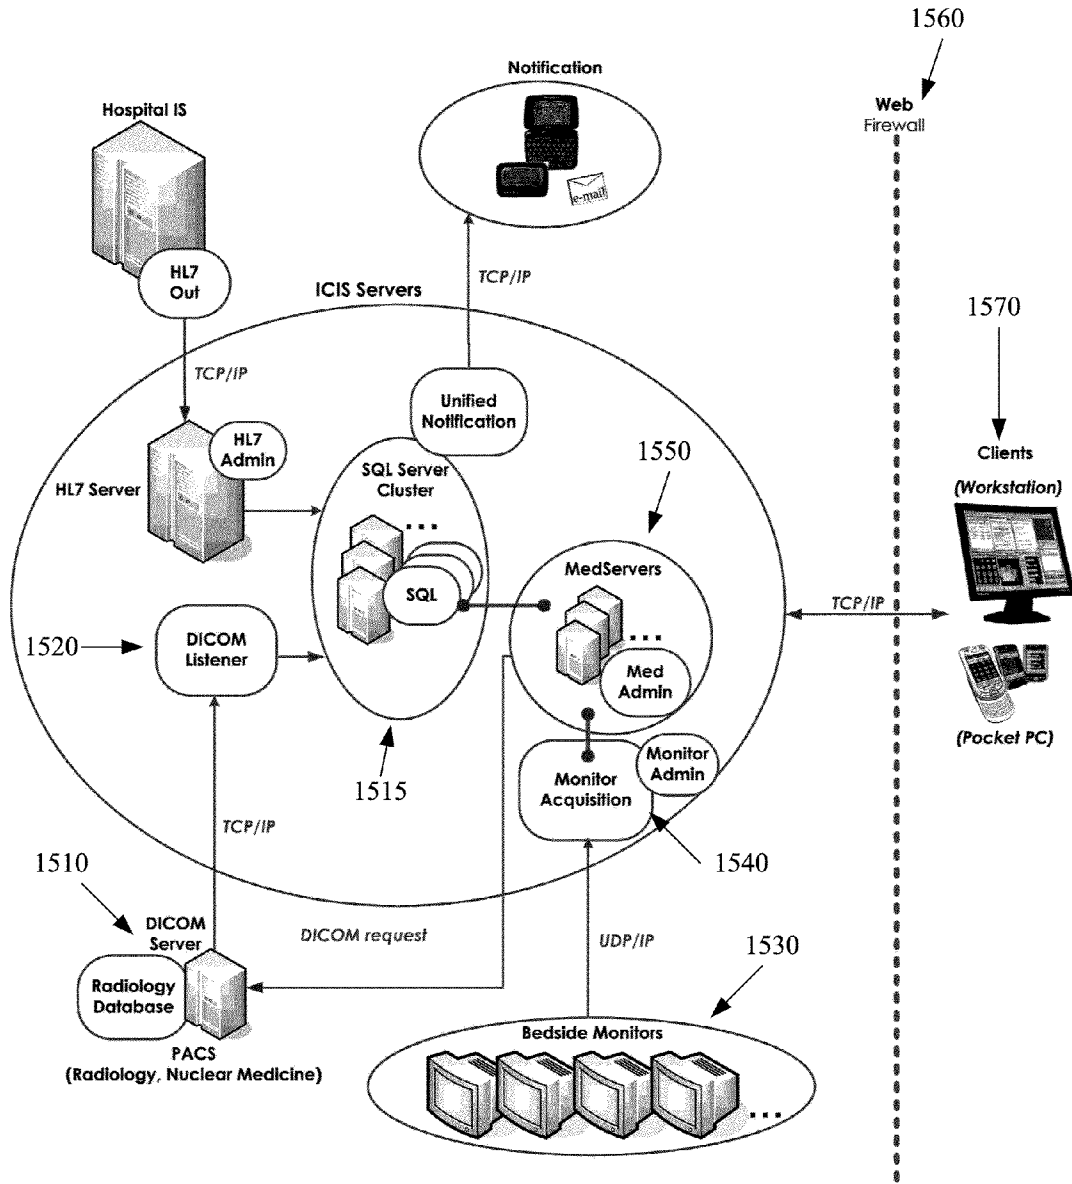 1560
Notification
Web
Firewall
Hospital IS
e-mail
HL7
Out
TCP/IP
ICIS Servers
1570
TCP/IP
Unified
Notification
HL7
Admin
1550
Clients
SQL Server
Cluster
(Workstation)
HL7 Server
...
MedServers
SQL
TCP/IP
1520
DICOM
Listener
...
Med
Admin
(Pocket PC)
Monitor
Admin
1515
Monitor
Acquisition
TCP/IP
1510
1540
DICOM
Server
DICOM request
UDP/IP
1530
Radiology
Database
Bedside Monitors
PACS
(Radiology, Nuclear Medicine)
...